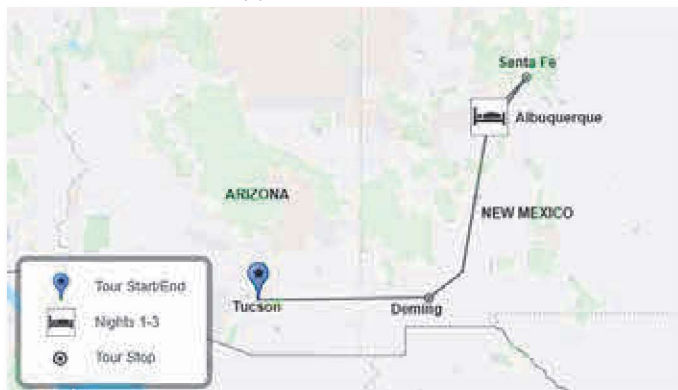 Santa Fe
Albuquerque
ARIZONA
NEW MEXICO
Tucson
Deming
Tour Start/End
Nights 1-3
Tour Stop